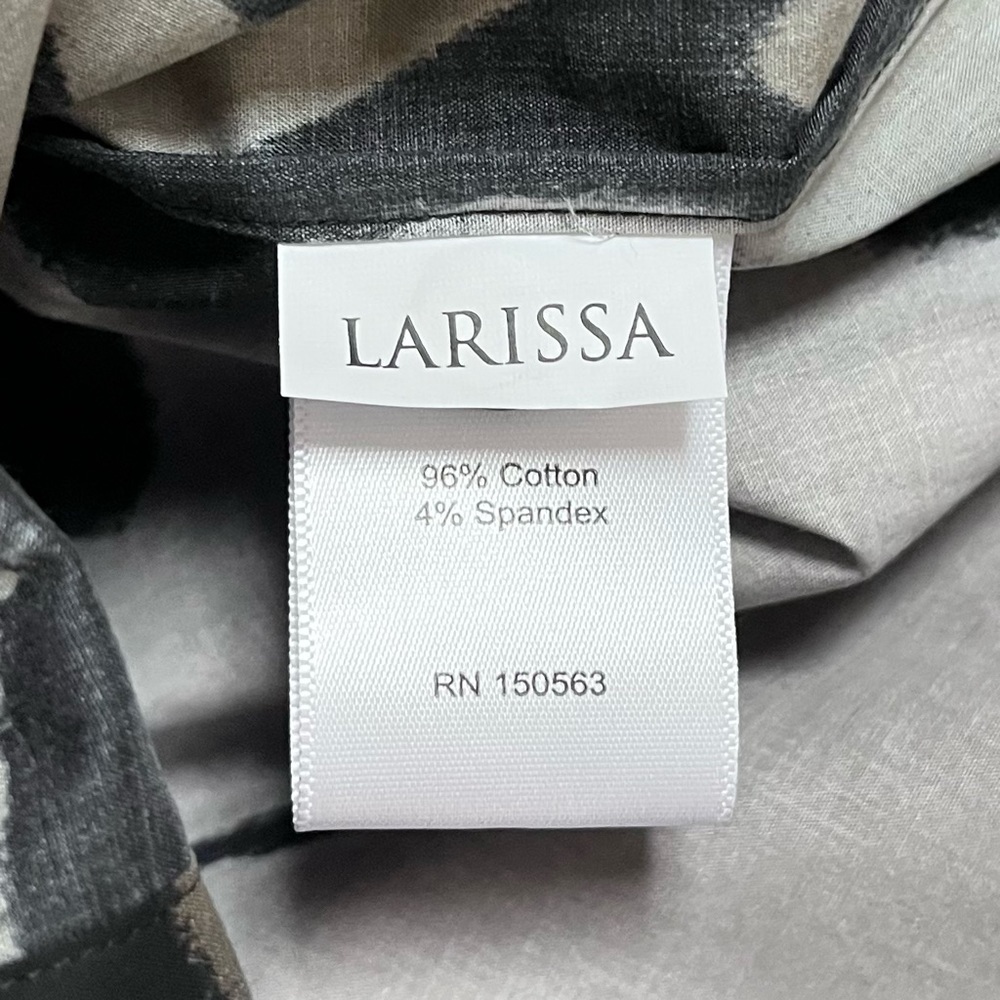 LARISSA
96% Cotton
4% Spandex
RN 150563